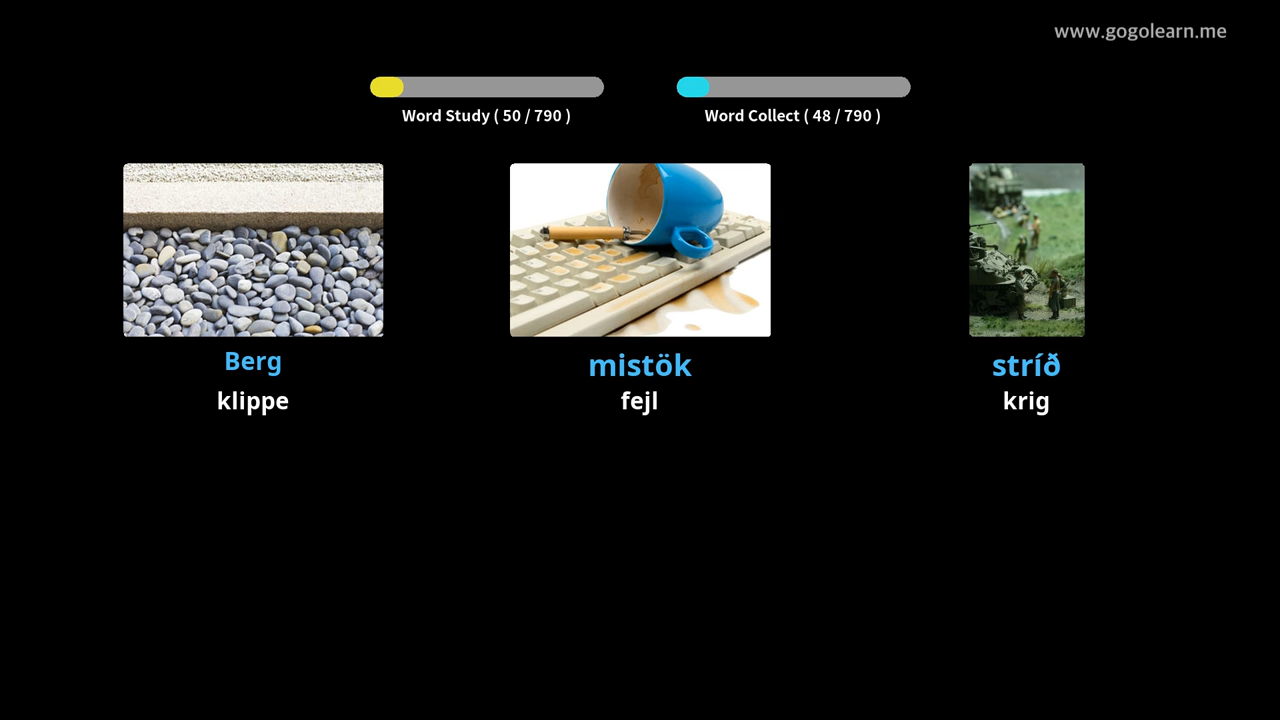 www.gogolearn.me
Word Study ( 50 / 790 )
Word Collect ( 48 / 790 )
Berg
klippe
mistök
fejl
stríð
krig